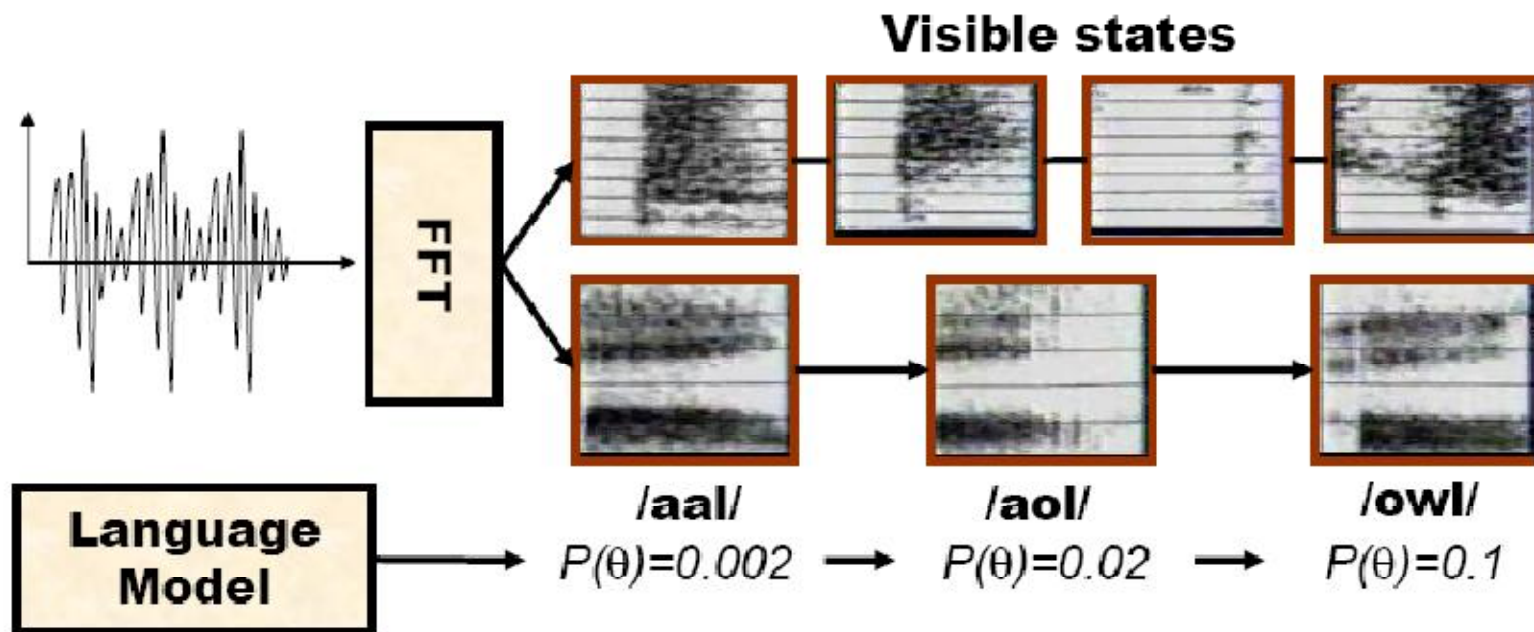 Visible states
FFT
/aal/
/aol/
/owl/
Language
Model
P(θ)=0.002
P(θ)=0.02
P(θ)=0.1